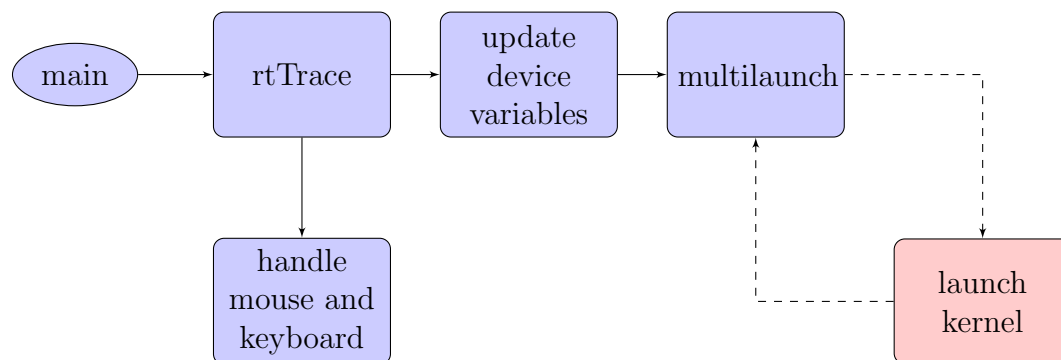 main
rtTrace
update
device
variables
multilaunch
handle
mouse and
keyboard
launch
kernel